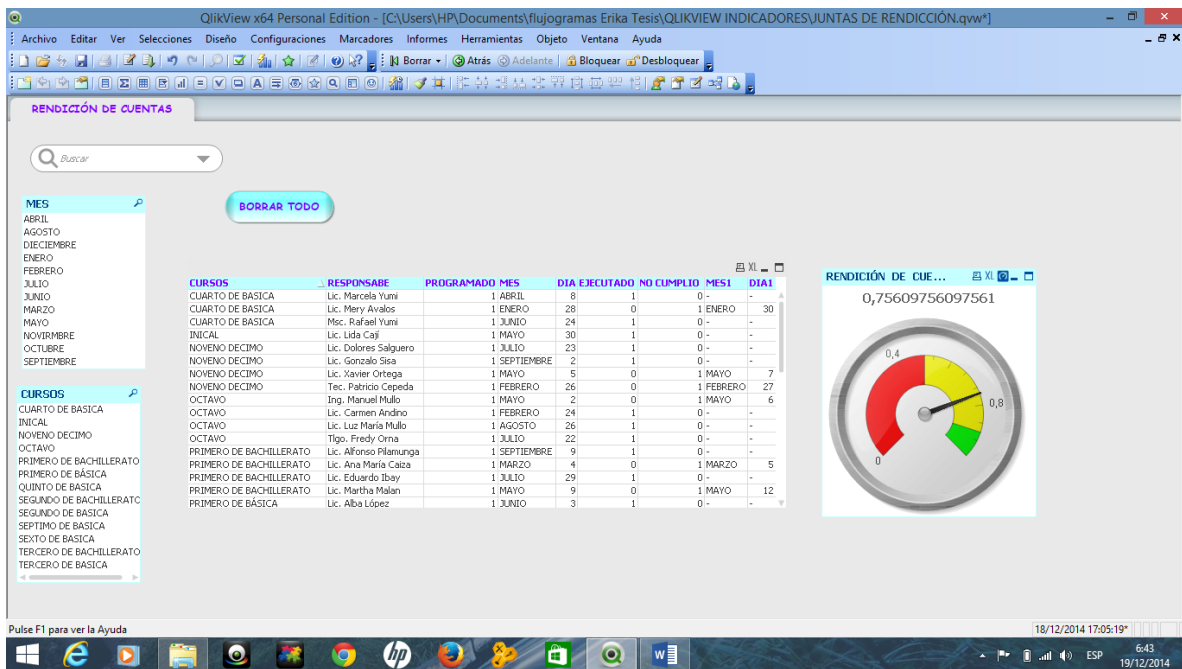 QlikView x64 Personal Edition - [C:\Users\HP\Documents\flujogramas Erika Tesis\QLIKVIEW INDICADORES\JUNTAS DE RENDICCIÓN.qvw*]
Archivo Editar Ver Selecciones Diseño Configuraciones Marcadores Informes Herramientas Objeto Ventana Ayuda
Borrar Atrás Adelante Bloquear Desbloquear
RENDICIÓN DE CUENTAS
Buscar
BORRAR TODO
MES
ABRIL
AGOSTO
DIECIEMBRE
ENERO
FEBRERO
JULIO
JUNIO
MARZO
MAYO
NOVIRMBRE
OCTUBRE
SEPTIEMBRE
CURSOS
CUARTO DE BASICA
INICAL
NOVENO DECIMO
OCTAVO
PRIMERO DE BACHILLERATO
PRIMERO DE BÁSICA
QUINTO DE BASICA
SEGUNDO DE BACHILLERATO
SEGUNDO DE BASICA
SEPTIMO DE BASICA
SEXTO DE BASICA
TERCERO DE BACHILLERATO
TERCERO DE BASICA
XL
CURSOS RESPONSABE PROGRAMADO MES DIA EJECUTADO NO CUMPLIO MES1 DIA1
CUARTO DE BASICA Lic. Marcela Yumi 1 ABRIL 8 1 0 - -
CUARTO DE BASICA Lic. Mery Avalos 1 ENERO 28 0 1 ENERO 30
CUARTO DE BASICA Msc. Rafael Yumi 1 JUNIO 24 1 0 - -
INICAL Lic. Lida Cají 1 MAYO 30 1 0 - -
NOVENO DECIMO Lic. Dolores Salguero 1 JULIO 23 1 0 - -
NOVENO DECIMO Lic. Gonzalo Sisa 1 SEPTIEMBRE 2 1 0 - -
NOVENO DECIMO Lic. Xavier Ortega 1 MAYO 5 0 1 MAYO 7
NOVENO DECIMO Tec. Patricio Cepeda 1 FEBRERO 26 0 1 FEBRERO 27
OCTAVO Ing. Manuel Mullo 1 MAYO 2 0 1 MAYO 6
OCTAVO Lic. Carmen Andino 1 FEBRERO 24 1 0 - -
OCTAVO Lic. Luz María Mullo 1 AGOSTO 26 1 0 - -
OCTAVO Tlgo. Fredy Orna 1 JULIO 22 1 0 - -
PRIMERO DE BACHILLERATO Lic. Alfonso Pilamunga 1 SEPTIEMBRE 9 1 0 - -
PRIMERO DE BACHILLERATO Lic. Ana María Caiza 1 MARZO 4 0 1 MARZO 5
PRIMERO DE BACHILLERATO Lic. Eduardo Ibay 1 JULIO 29 1 0 - -
PRIMERO DE BACHILLERATO Lic. Martha Malan 1 MAYO 9 0 1 MAYO 12
PRIMERO DE BÁSICA Lic. Alba López 1 JUNIO 3 1 0 - -
RENDICIÓN DE CUE... XL
0,75609756097561
0,4
0,8
0
Pulse F1 para ver la Ayuda
18/12/2014 17:05:19*
hp
ESP
6:43
19/12/2014